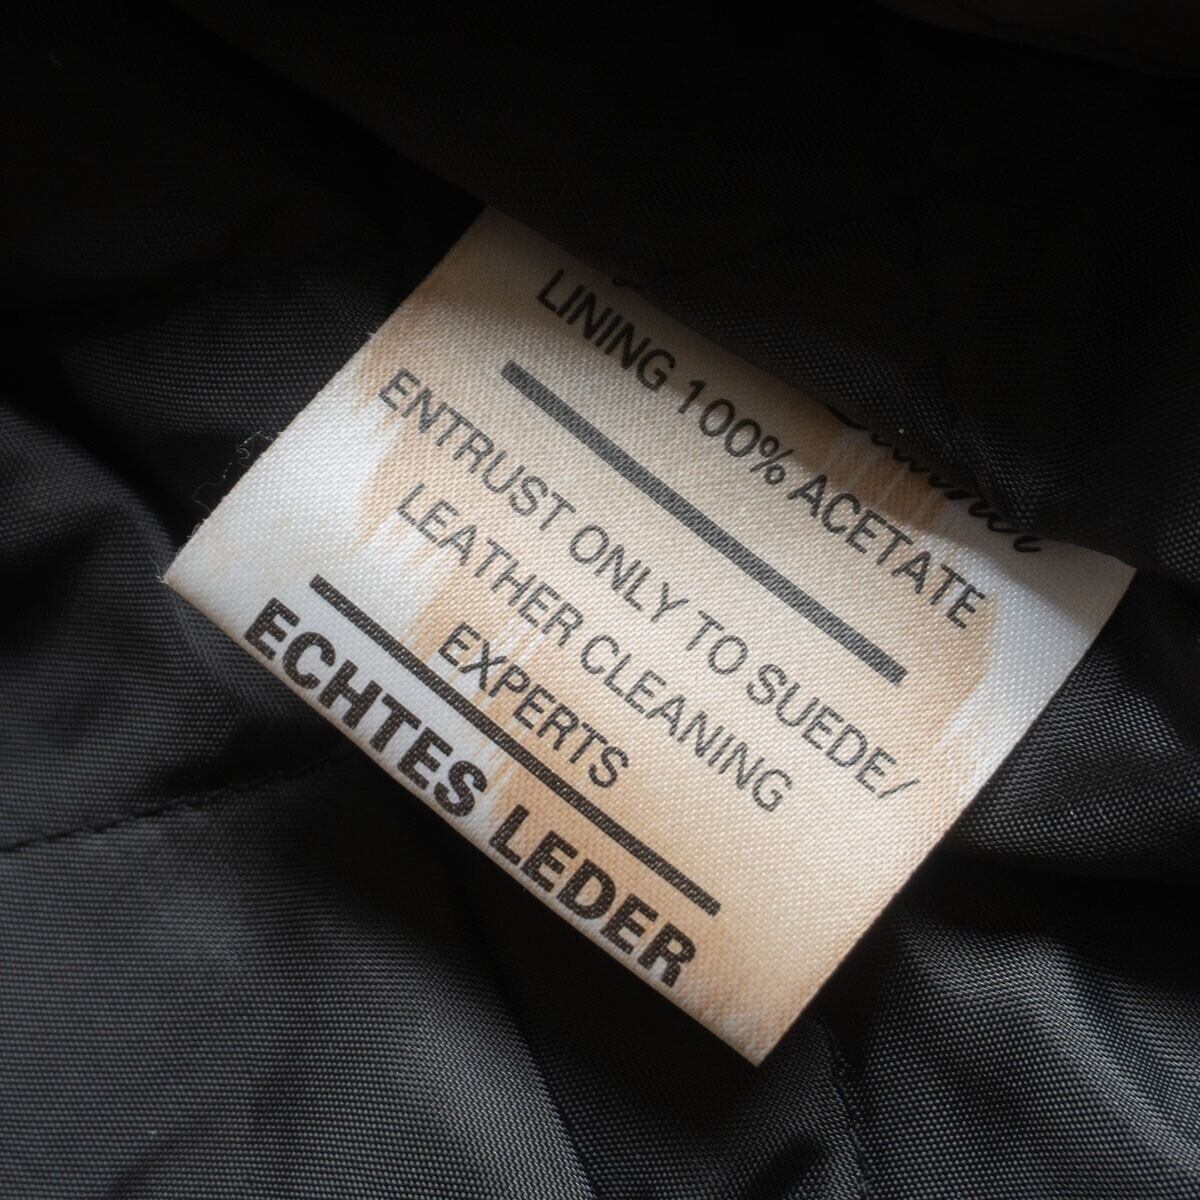 LINING 100% ACETATE
ENTRUST ONLY TO SUEDE/
LEATHER CLEANING
EXPERTS
ECHTES LEDER